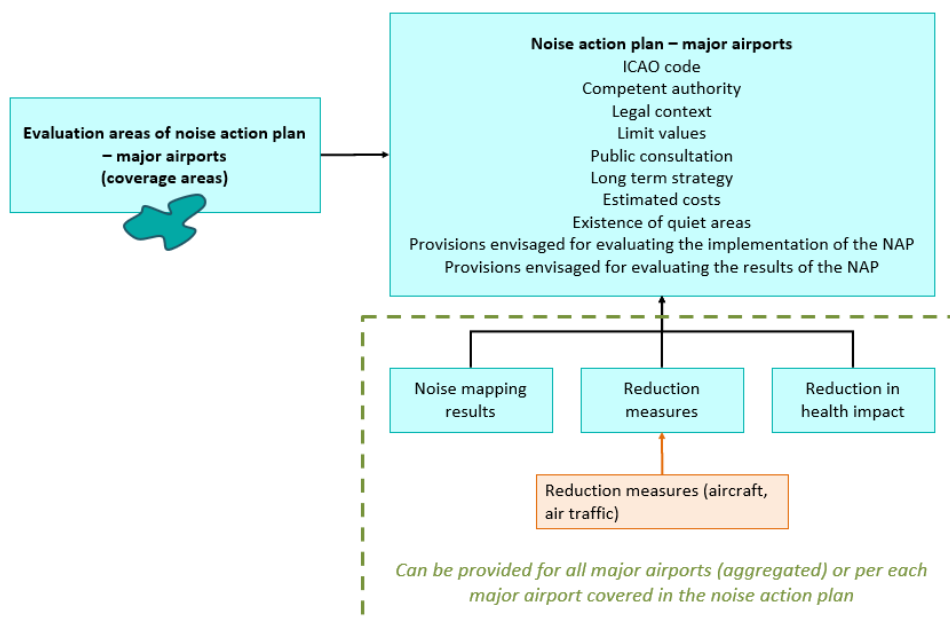 Noise action plan – major airports
ICAO code
Competent authority
Legal context
Limit values
Public consultation
Long term strategy
Estimated costs
Existence of quiet areas
Provisions envisaged for evaluating the implementation of the NAP
Provisions envisaged for evaluating the results of the NAP
Evaluation areas of noise action plan
– major airports
(coverage areas)
Noise mapping
results
Reduction
measures
Reduction in
health impact
Reduction measures (aircraft,
air traffic)
Can be provided for all major airports (aggregated) or per each
major airport covered in the noise action plan